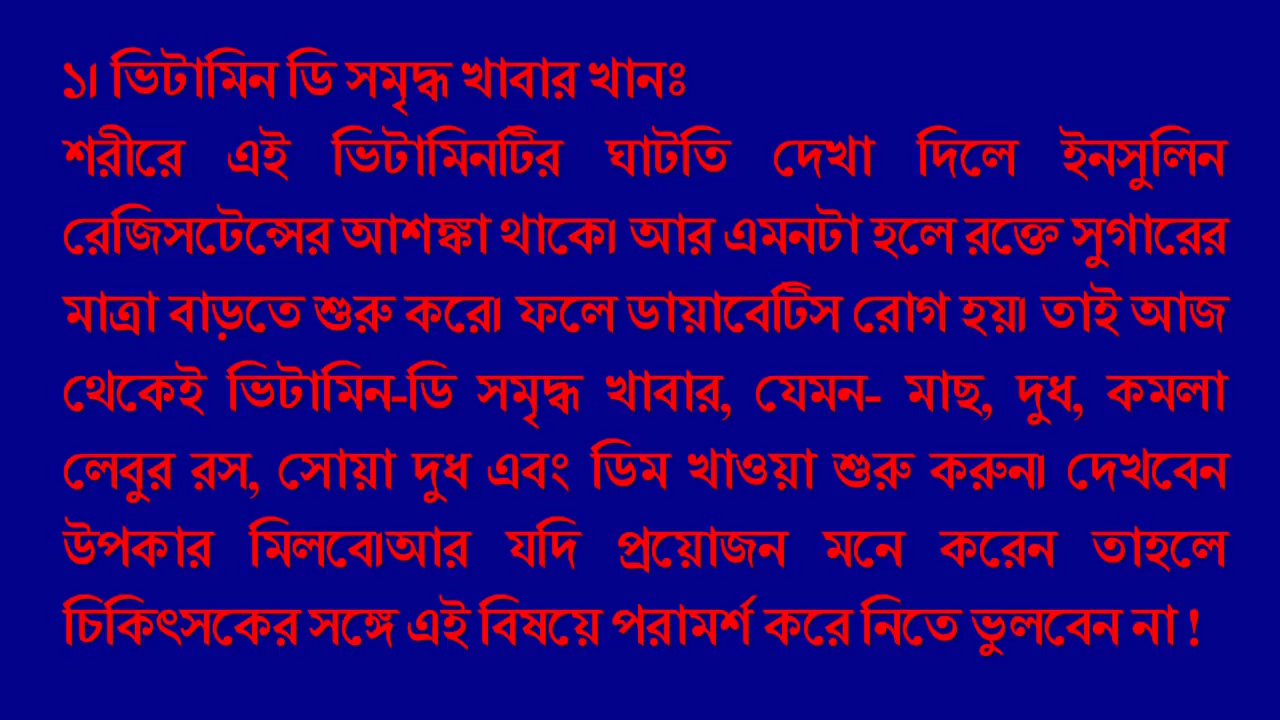 ১। ভিটামিন ডি সমৃদ্ধ খাবার খানঃ
শরীরে এই ভিটামিনটির ঘাটতি দেখা দিলে ইনসুলিন
রেজিসটেন্সের আশঙ্কা থাকে। আর এমনটা হলে রক্তে সুগারের
মাত্রা বাড়তে শুরু করে। ফলে ডায়াবেটিস রোগ হয়। তাই আজ
থেকেই ভিটামিন-ডি সমৃদ্ধ খাবার, যেমন- মাছ, দুধ, কমলা
লেবুর রস, সোয়া দুধ এবং ডিম খাওয়া শুরু করুন। দেখবেন
উপকার মিলবে।আর যদি প্রয়োজন মনে করেন তাহলে
চিকিৎসকের সঙ্গে এই বিষয়ে পরামর্শ করে নিতে ভুলবেন না !